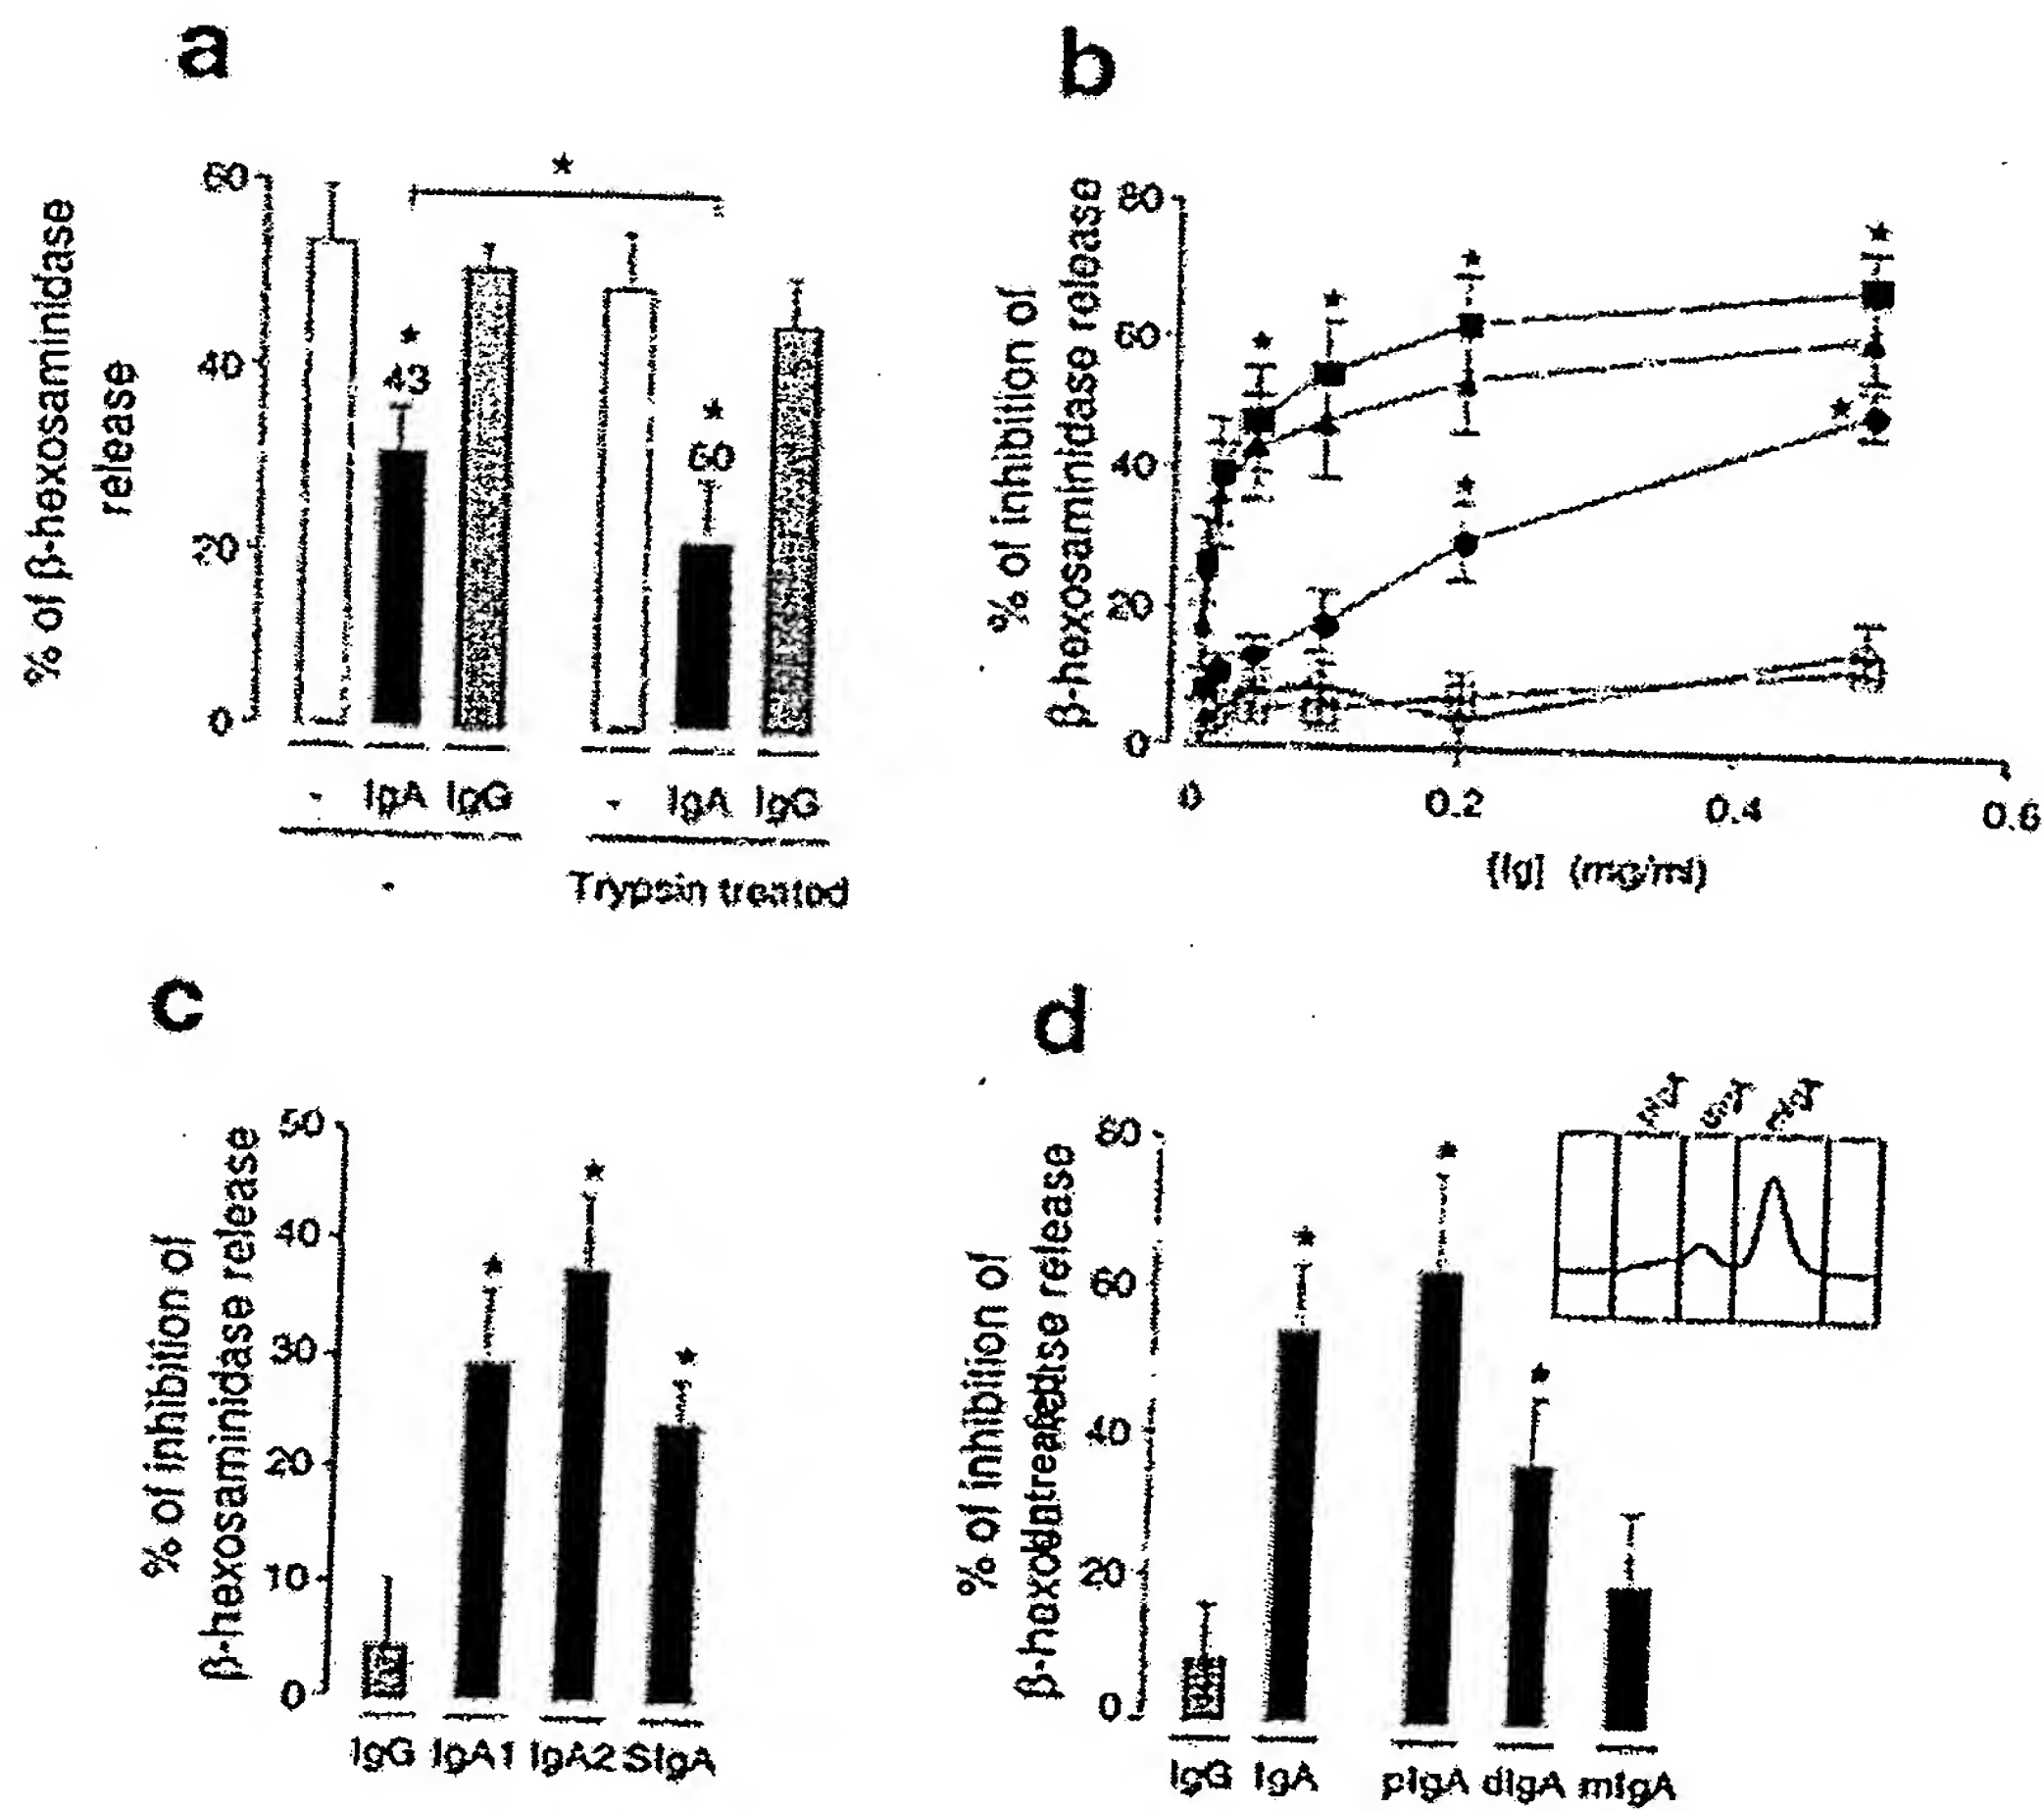 a
% of β-hexosaminidase
release
60
40
20
0
*
*
43
*
60
- IgA IgG - IgA IgG
-
Trypsin treated
b
% of inhibition of
β-hexosaminidase release
80
60
40
20
0
* * * * * *
0 0.2 0.4 0.6
[Ig] (mg/ml)
c
% of inhibition of
β-hexosaminidase release
50
40
30
20
10
0
* * *
IgG IgA1 IgA2 SIgA
d
% of inhibition of
release
80
60
40
20
0
* * *
IgG IgA pIgA dIgA mIgA